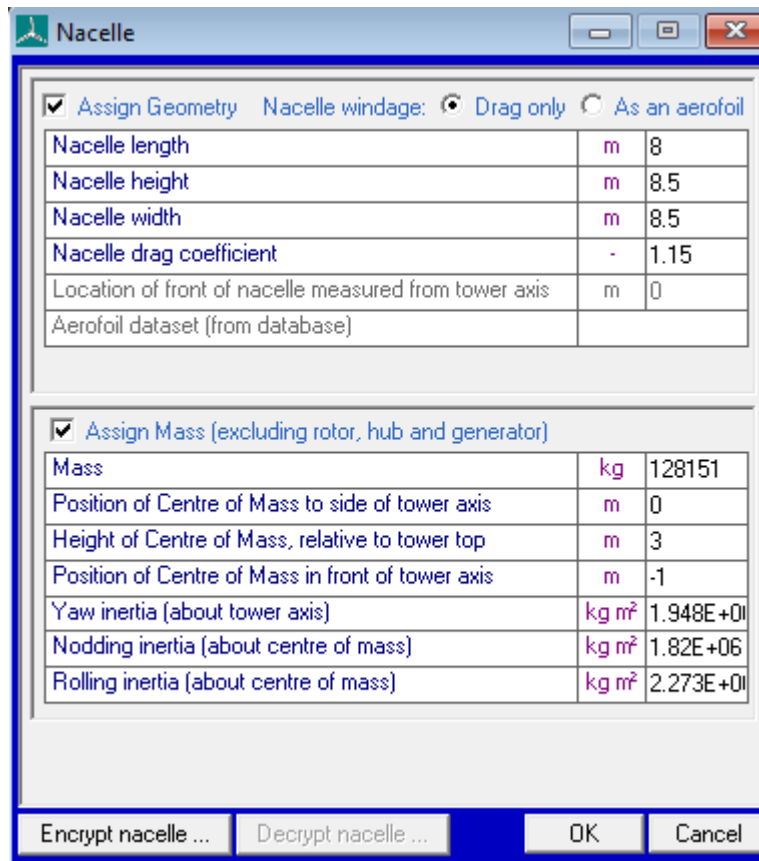 Nacelle
Assign Geometry Nacelle windage: Drag only As an aerofoil
Nacelle length m 8
Nacelle height m 8.5
Nacelle width m 8.5
Nacelle drag coefficient - 1.15
Location of front of nacelle measured from tower axis m 0
Aerofoil dataset (from database)
Assign Mass (excluding rotor, hub and generator)
Mass kg 128151
Position of Centre of Mass to side of tower axis m 0
Height of Centre of Mass, relative to tower top m 3
Position of Centre of Mass in front of tower axis m -1
Yaw inertia (about tower axis) kg m² 1.948E+0
Nodding inertia (about centre of mass) kg m² 1.82E+06
Rolling inertia (about centre of mass) kg m² 2.273E+0
Encrypt nacelle ... Decrypt nacelle ... OK Cancel